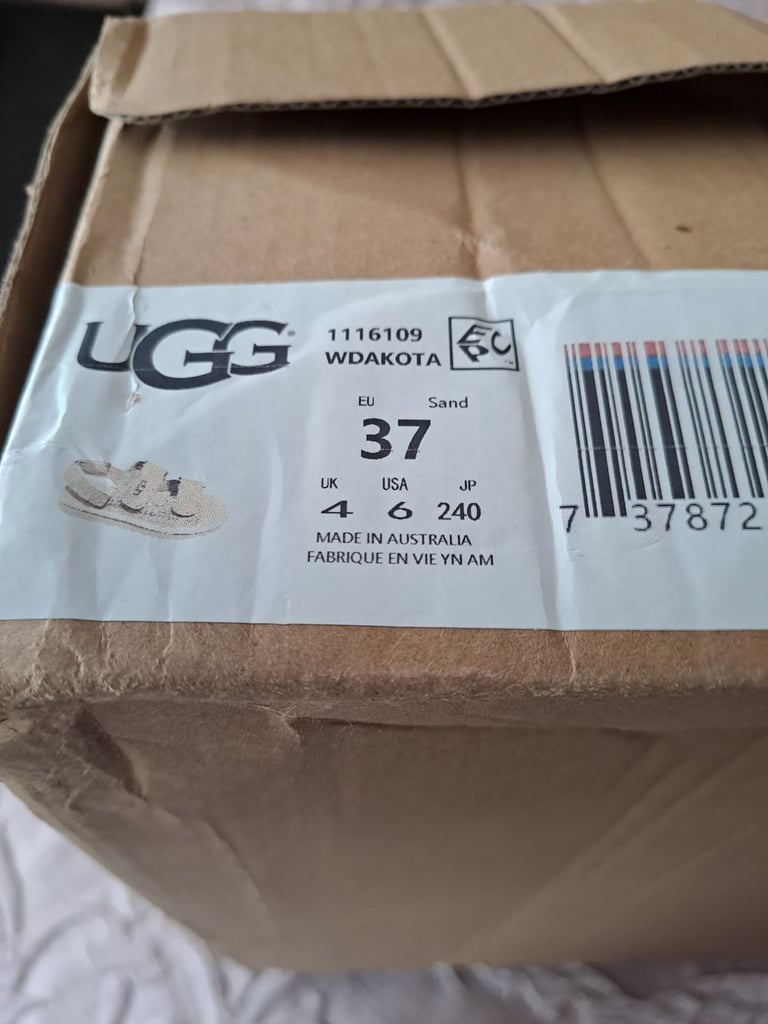 UGG®
1116109
WDAKOTA
EU Sand
37
UK USA JP
4 6 240
MADE IN AUSTRALIA
FABRIQUE EN VIE YN AM
7 37872